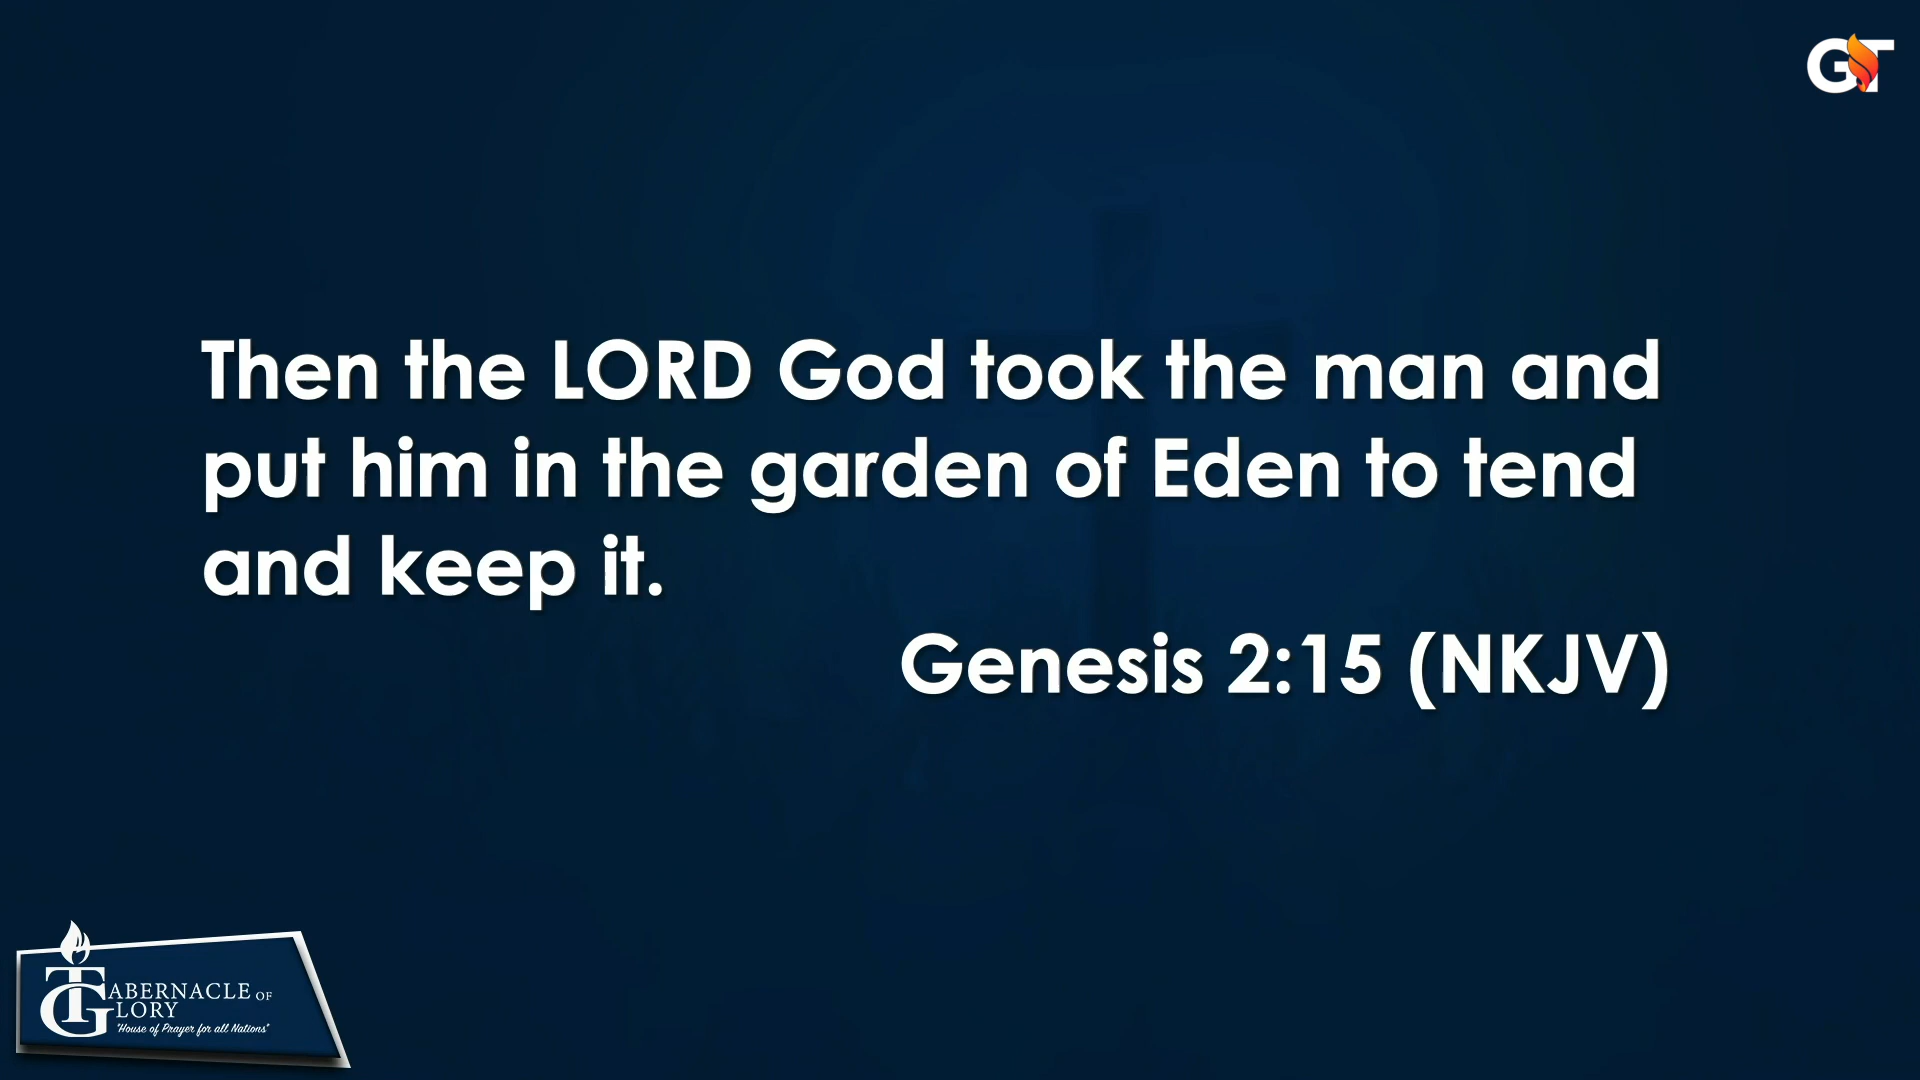 GT
Then the LORD God took the man and
put him in the garden of Eden to tend
and keep it.
Genesis 2:15 (NKJV)
TABERNACLE OF
GLORY
"House of Prayer for all Nations"